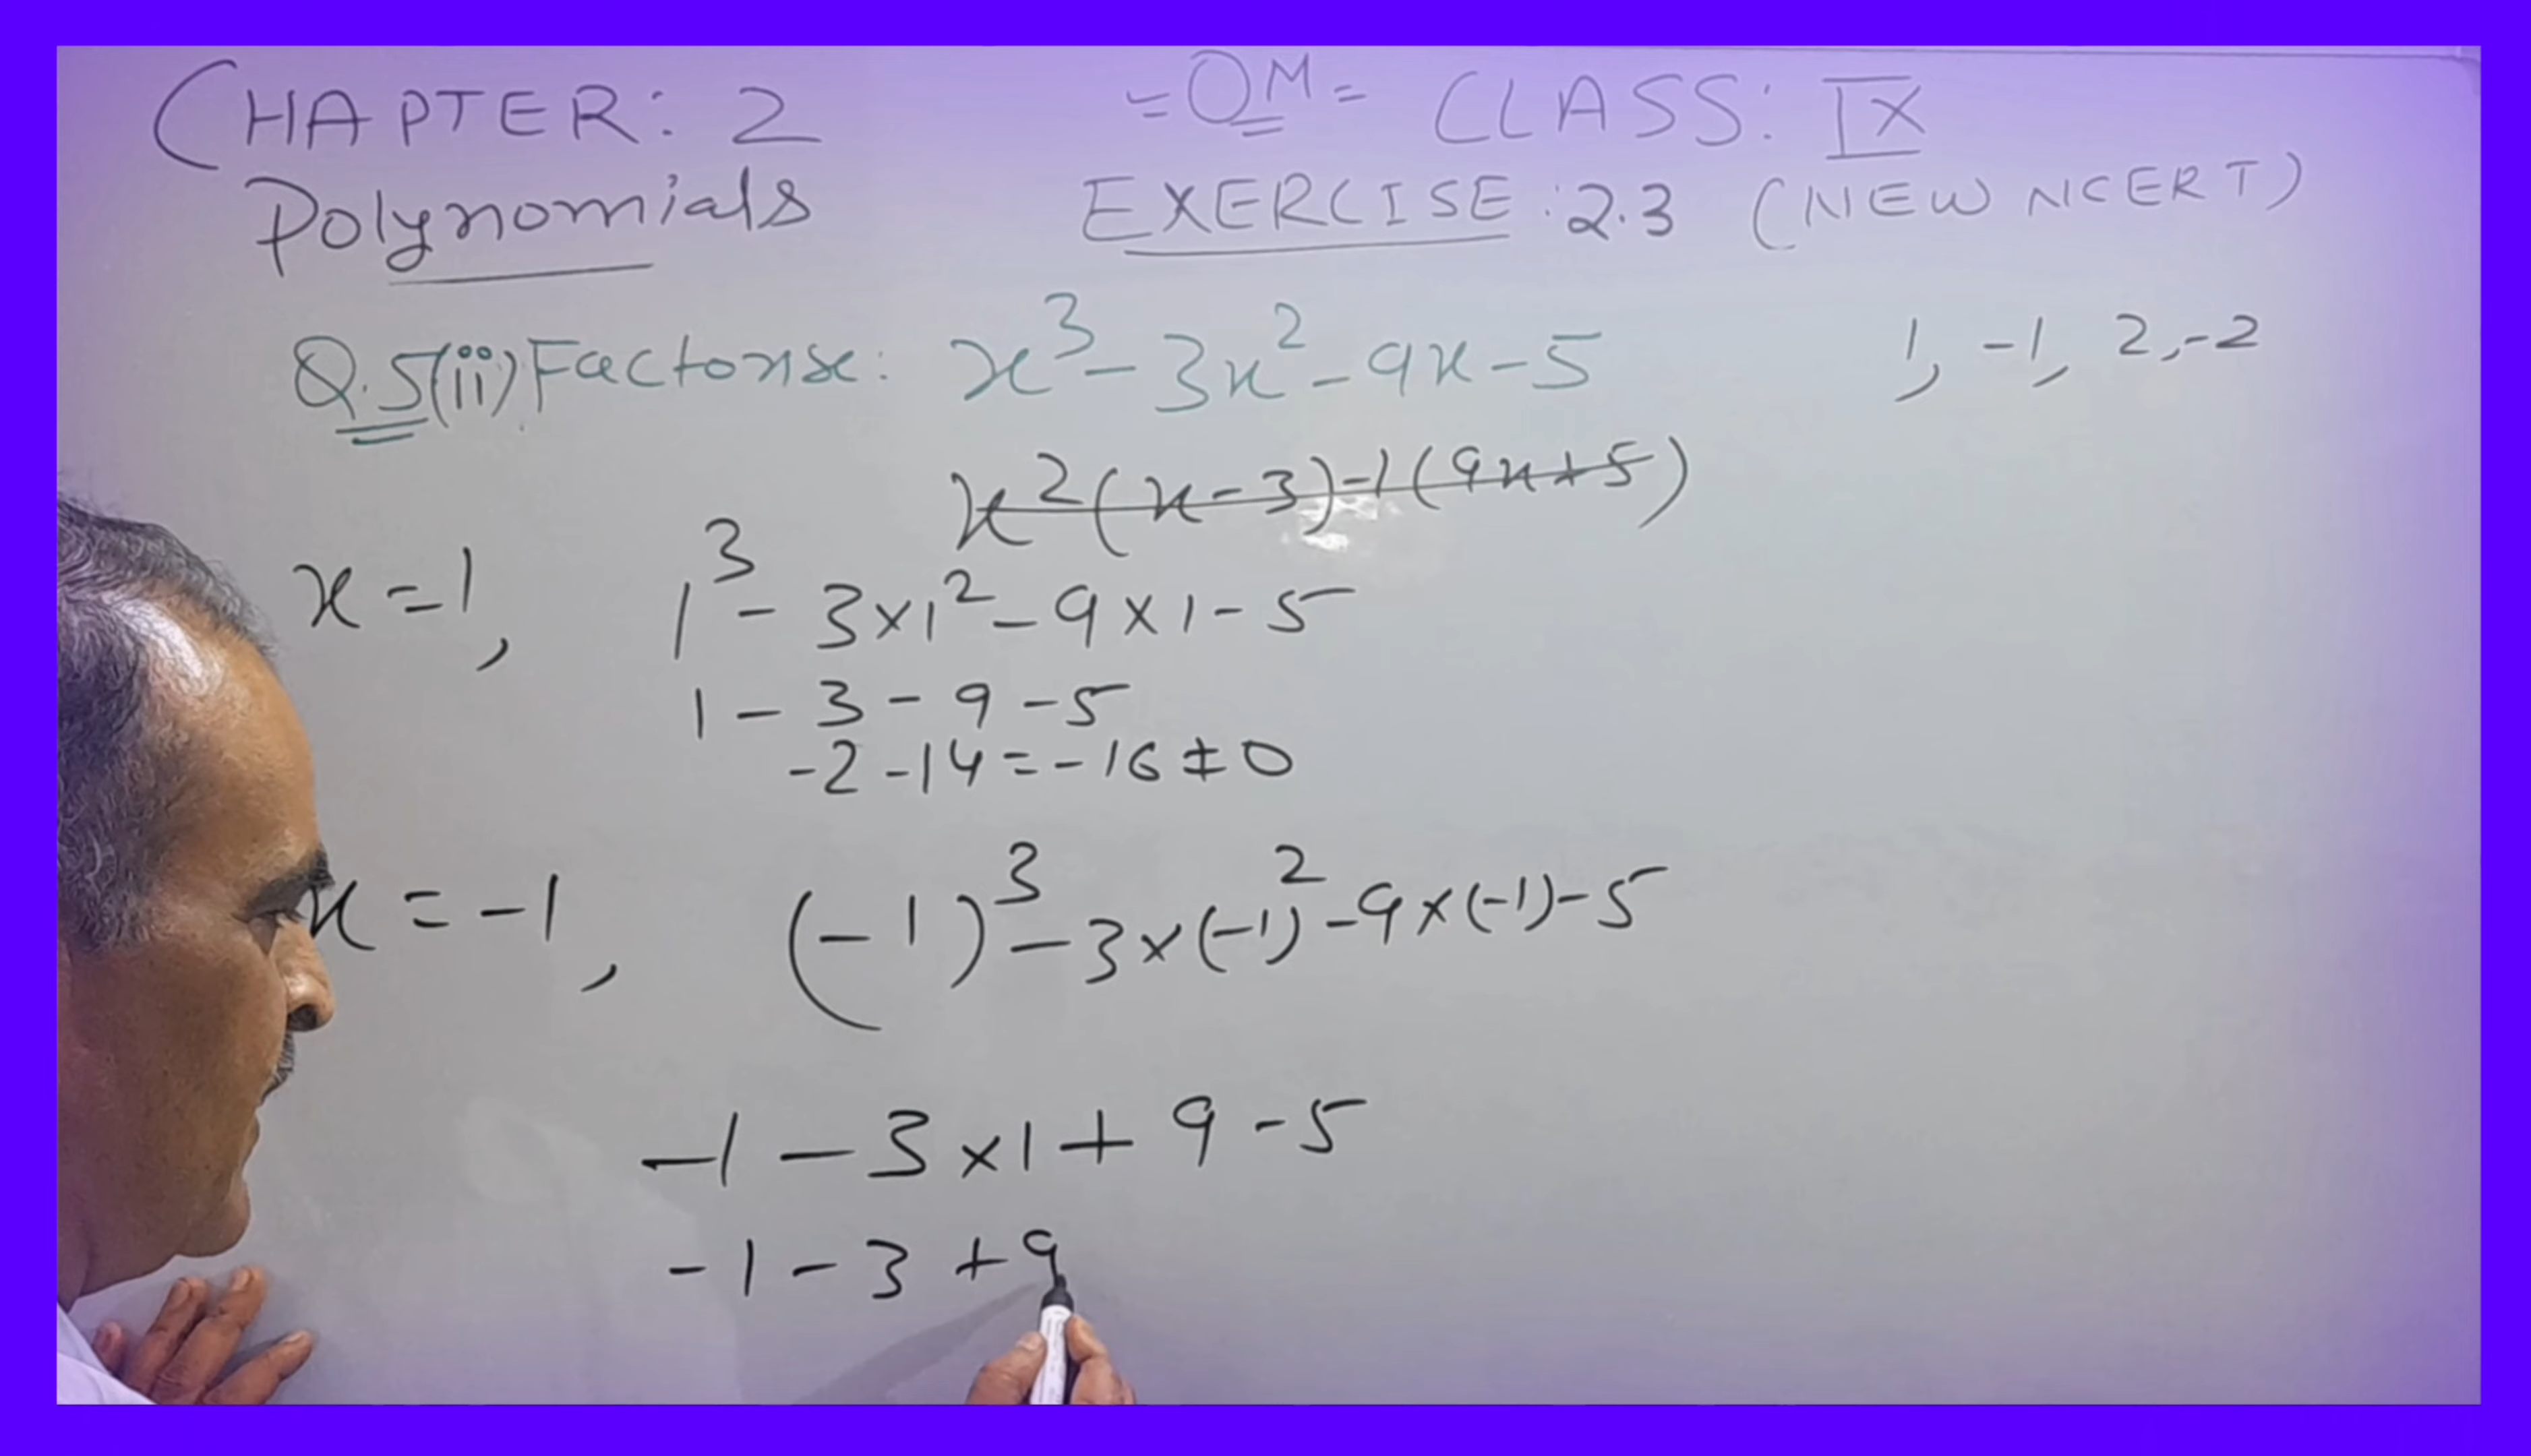 CHAPTER: 2
Polynomials
=OM= CLASS: IX
EXERCISE: 2.3 (NEW NCERT)
Q.5(ii) Factorise: x³-3x²-9x-5
1, -1, 2,-2
x²(x-3)-1(9x+5)
x=1, 1³-3×1²-9×1-5
1-3-9-5
-2-14=-16≠0
x=-1, (-1)³-3×(-1)²-9×(-1)-5
-1-3×1+9-5
-1-3+9